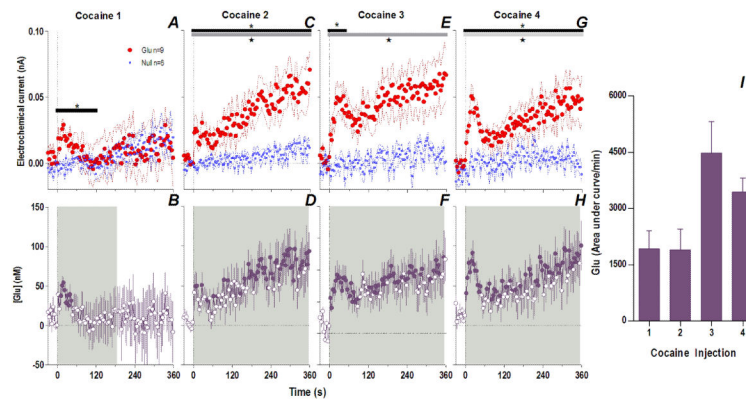 Cocaine 1 A
Cocaine 2 C
Cocaine 3 E
Cocaine 4 G
*
*
*
*
★
★
★
Electrochemical current (nA)
0.10
0.05
0.00
Glu n=9
Null n=6
*
B
D
F
H
[Glu] (nM)
150
100
50
0
-50
0 120 240 360
0 120 240 360
0 120 240 360
0 120 240 360
Time (s)
I
Glu (Area under curve/min)
6000
4500
3000
1500
0
1 2 3 4
Cocaine Injection